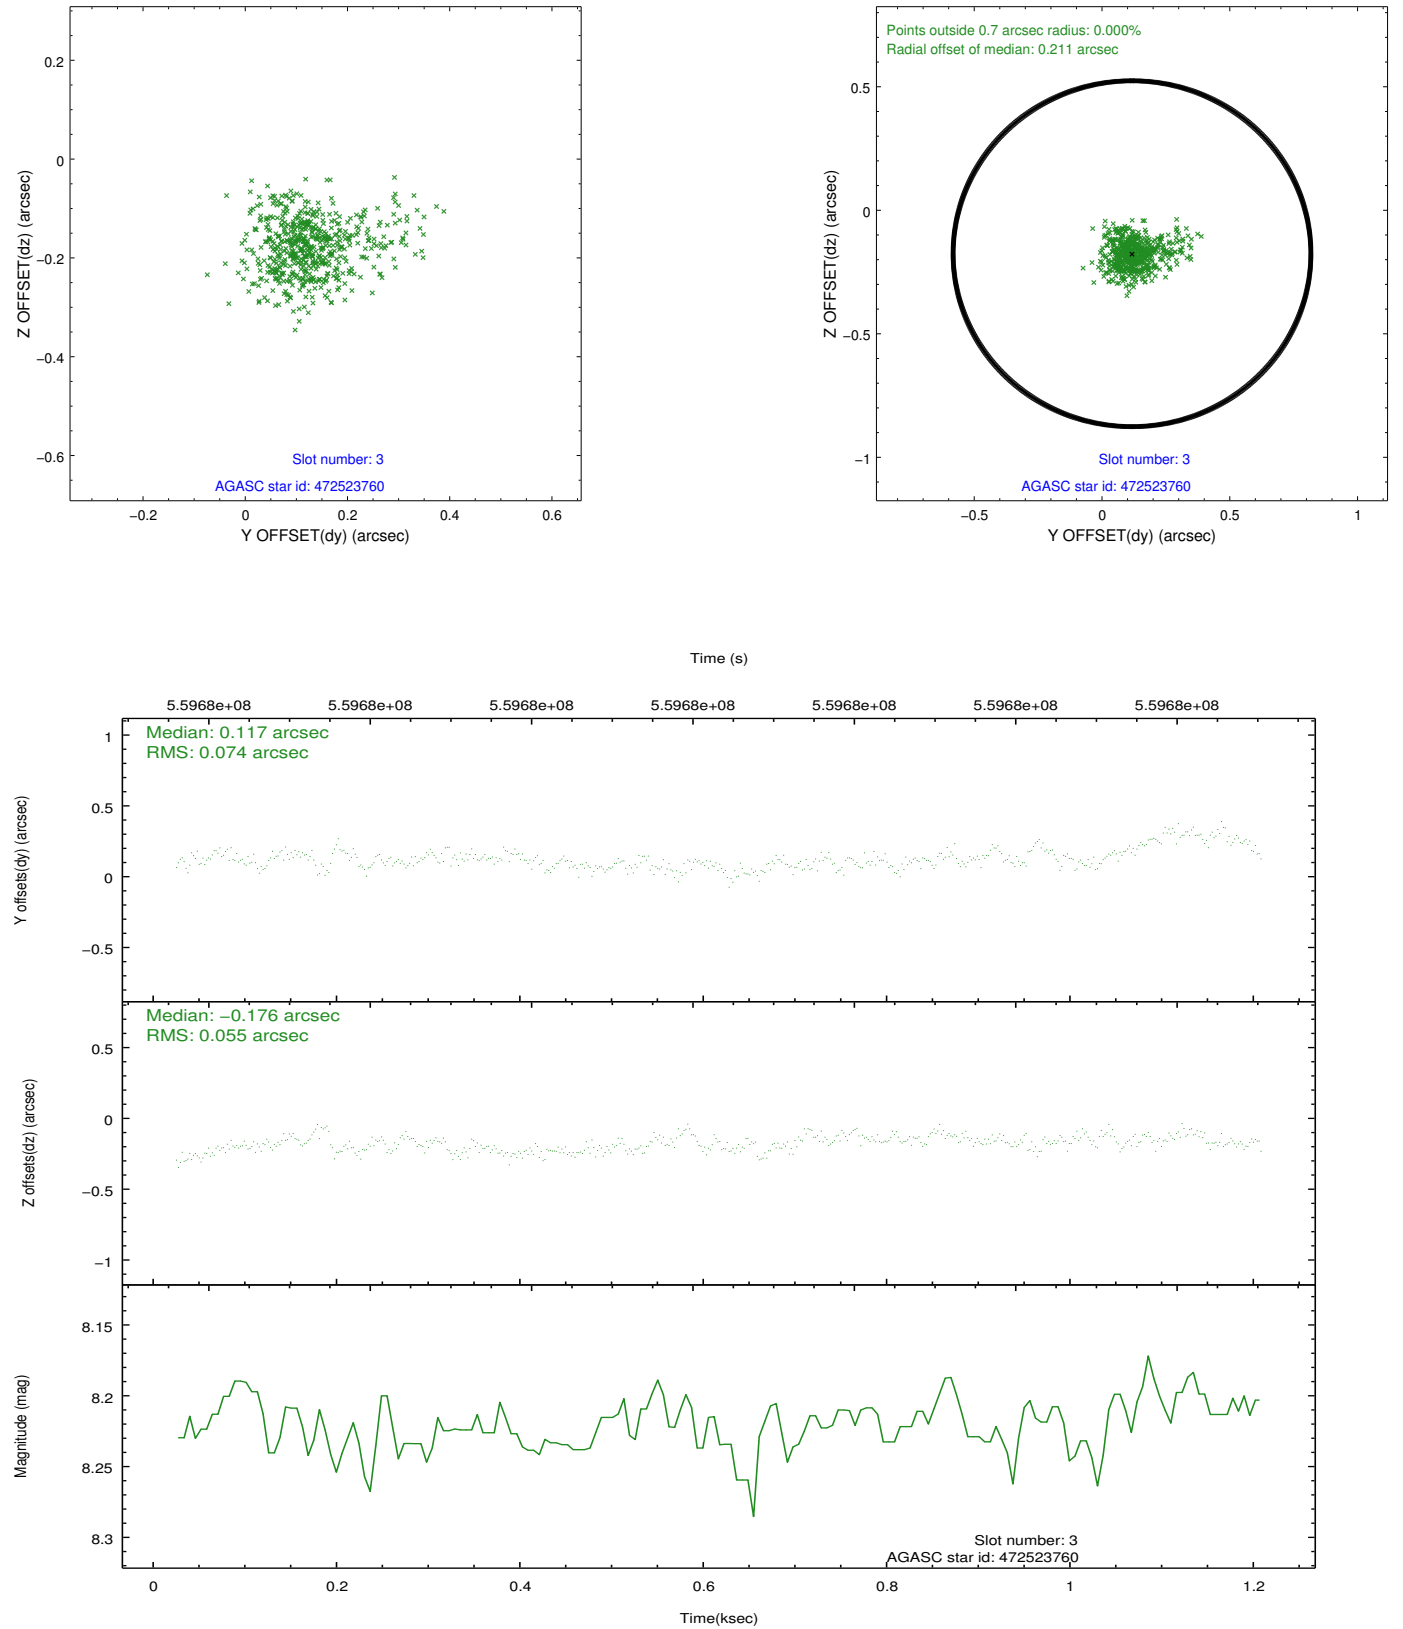 0.2
0
−0.2
−0.4
−0.6
Z OFFSET(dz) (arcsec)
Slot number: 3
AGASC star id: 472523760
−0.2
0
0.2
0.4
0.6
Y OFFSET(dy) (arcsec)
Points outside 0.7 arcsec radius: 0.000%
Radial offset of median: 0.211 arcsec
0.5
0
−0.5
−1
Z OFFSET(dz) (arcsec)
Slot number: 3
AGASC star id: 472523760
−0.5
0
0.5
1
Y OFFSET(dy) (arcsec)
Time (s)
5.5968e+08
5.5968e+08
5.5968e+08
5.5968e+08
5.5968e+08
5.5968e+08
5.5968e+08
Median: 0.117 arcsec
RMS: 0.074 arcsec
1
0.5
0
−0.5
Y offsets(dy) (arcsec)
Median: −0.176 arcsec
RMS: 0.055 arcsec
0.5
0
−0.5
−1
Z offsets(dz) (arcsec)
8.15
8.2
8.25
8.3
Magnitude (mag)
Slot number: 3
AGASC star id: 472523760
0
0.2
0.4
0.6
0.8
1
1.2
Time(ksec)